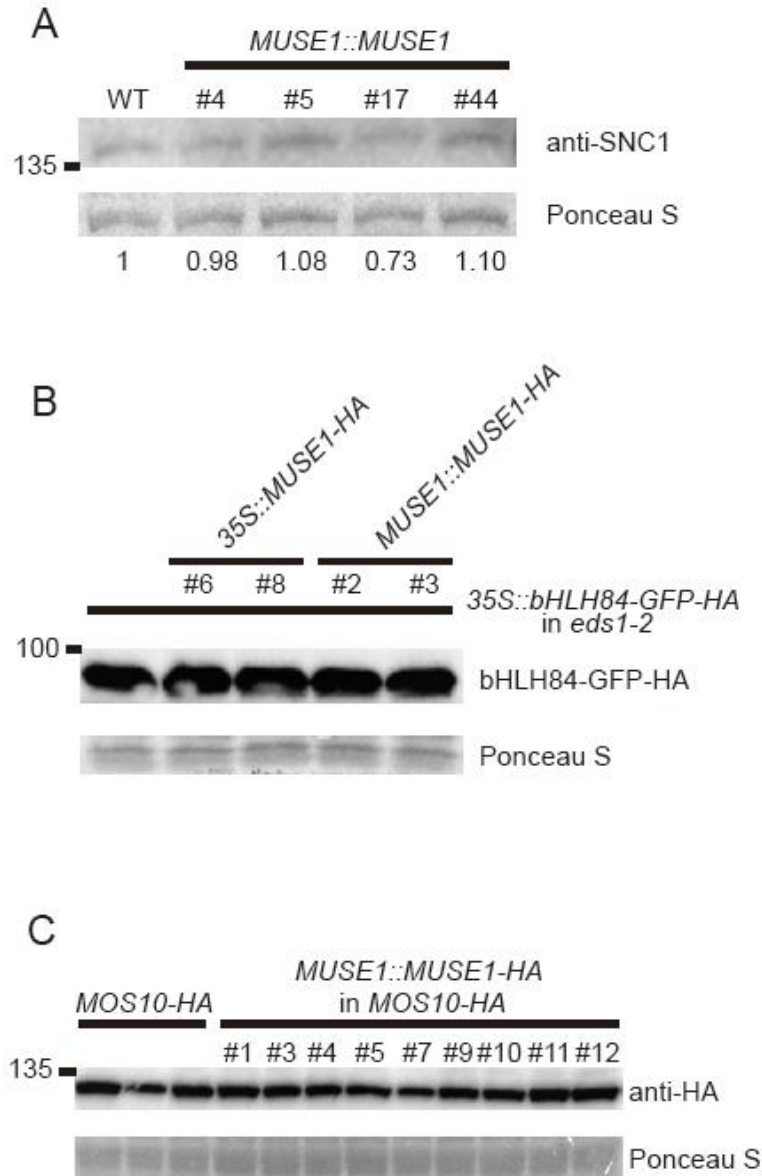 A
MUSE1::MUSE1
WT #4 #5 #17 #44
135
anti-SNC1
Ponceau S
1 0.98 1.08 0.73 1.10
B
35S::MUSE1-HA
MUSE1::MUSE1-HA
#6 #8 #2 #3
35S::bHLH84-GFP-HA
in eds1-2
100
bHLH84-GFP-HA
Ponceau S
C
MUSE1::MUSE1-HA
MOS10-HA
in MOS10-HA
#1 #3 #4 #5 #7 #9 #10 #11 #12
135
anti-HA
Ponceau S